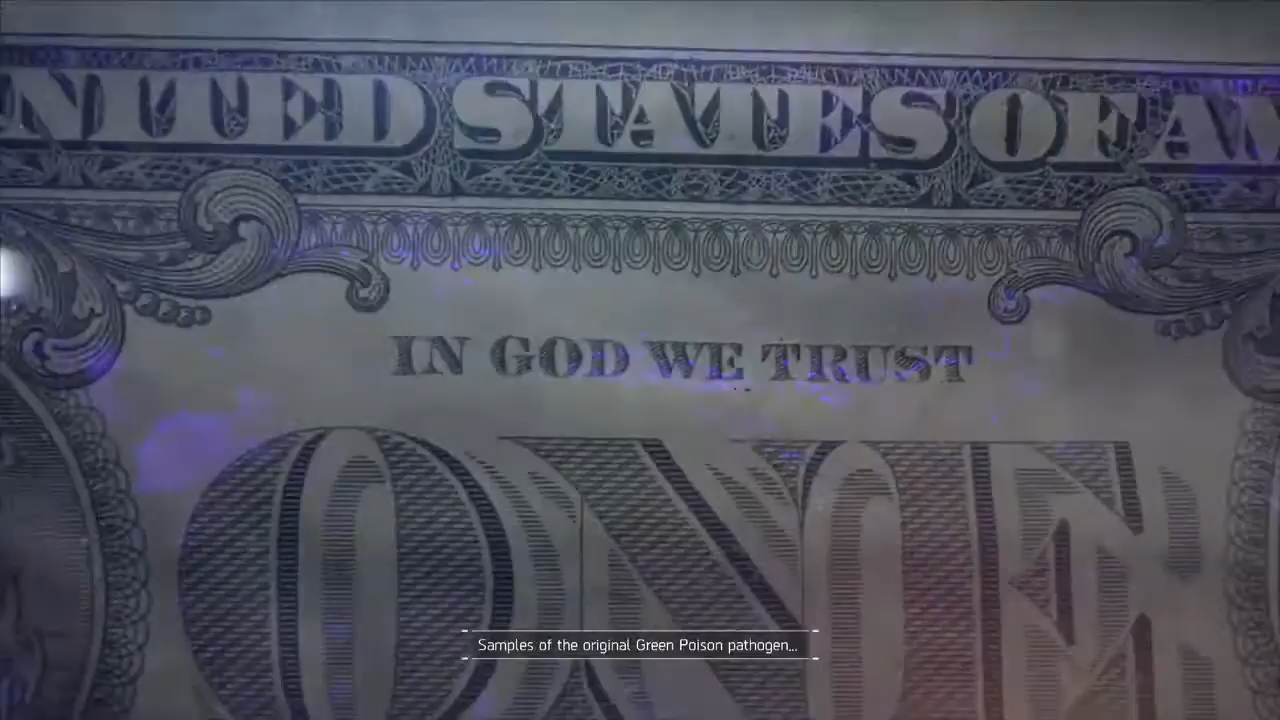 NITED STATES OF AM
IN GOD WE TRUST
ONE
Samples of the original Green Poison pathogen...